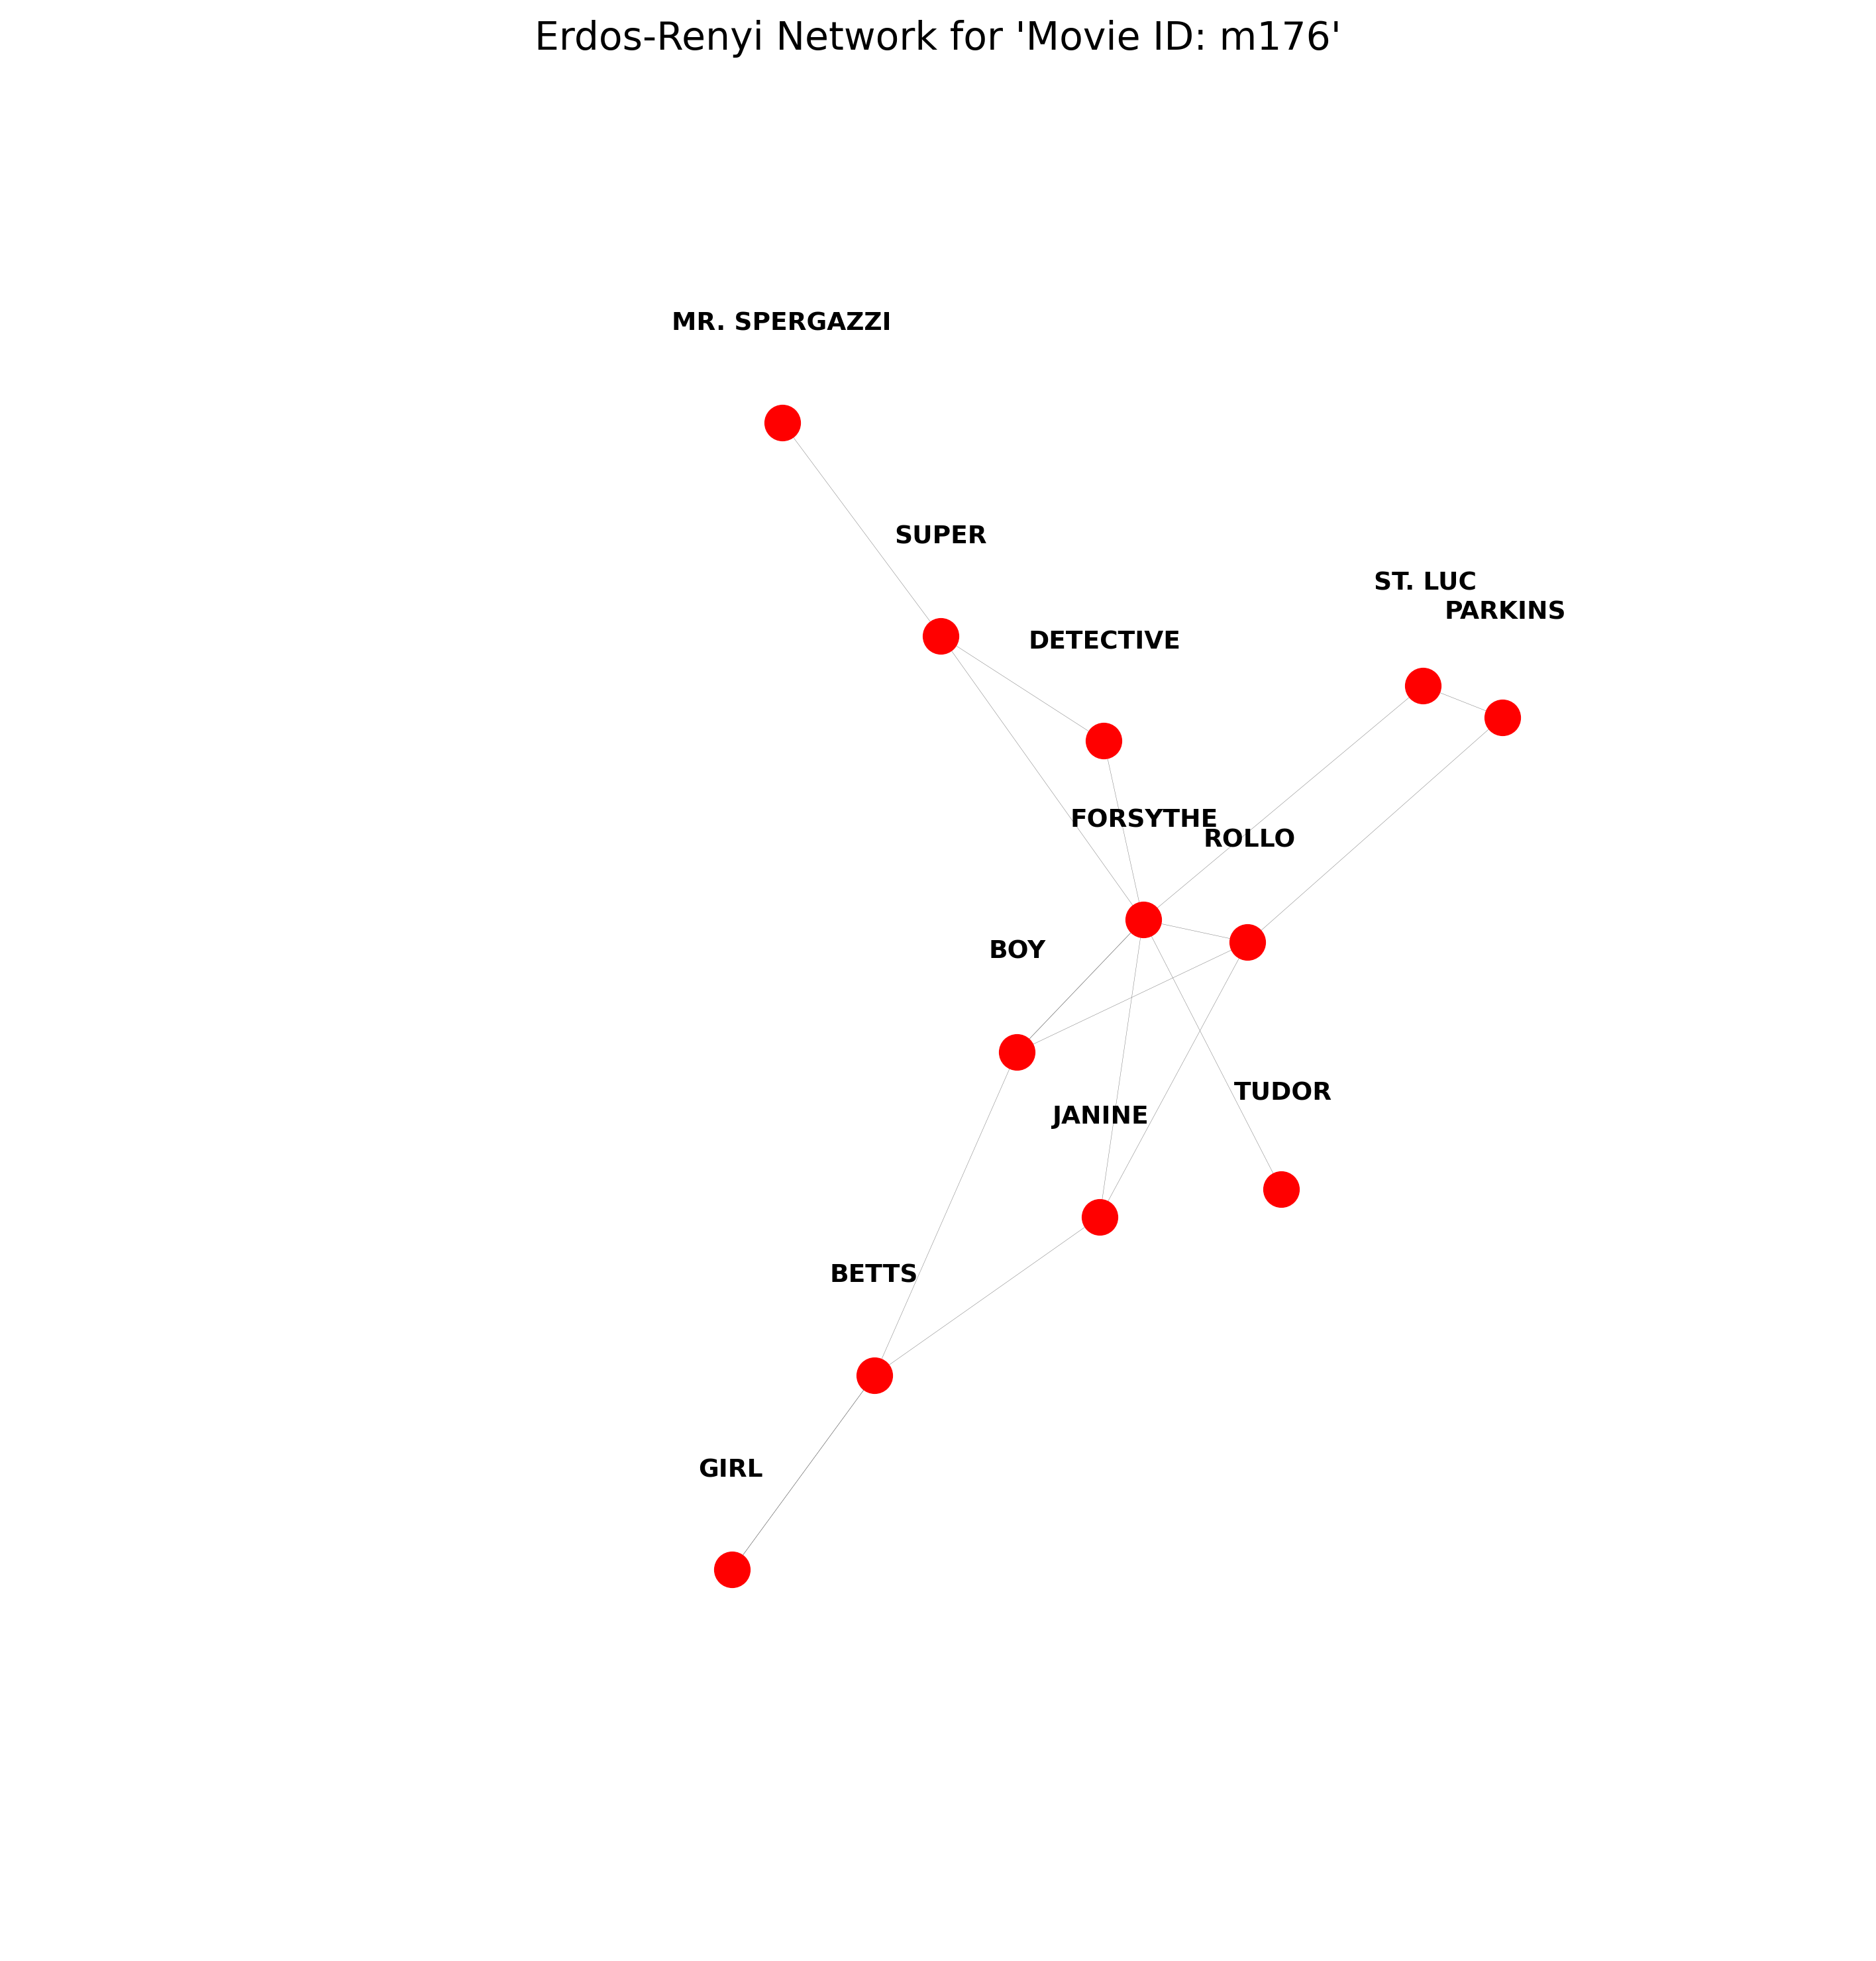 Erdos-Renyi Network for 'Movie ID: m176'
MR. SPERGAZZI
SUPER
ST. LUC
PARKINS
DETECTIVE
FORSYTHE
ROLLO
BOY
TUDOR
JANINE
BETTS
GIRL